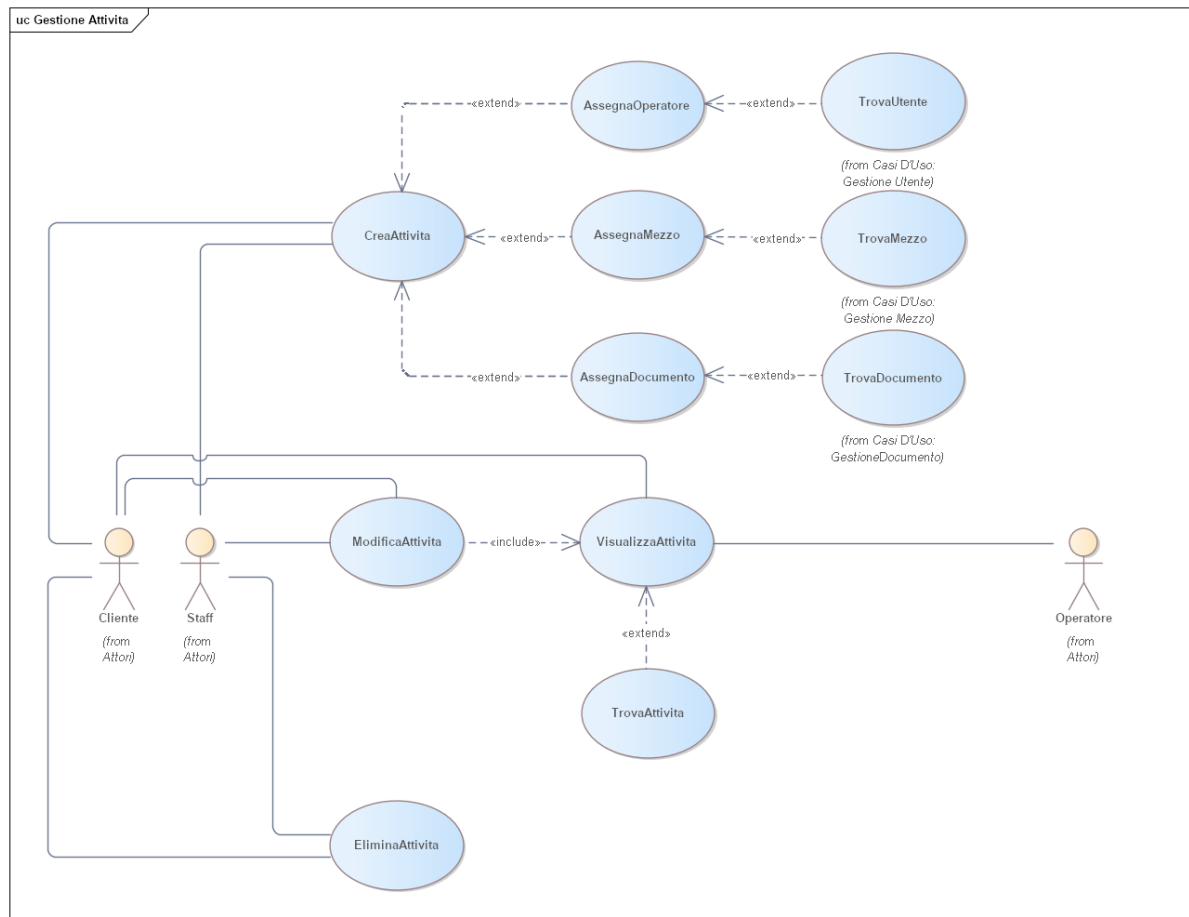 uc Gestione Attivita
AssegnaOperatore
«extend»
«extend»
TrovaUtente
(from Casi D'Uso:
Gestione Utente)
CreaAttivita
«extend»
AssegnaMezzo
«extend»
TrovaMezzo
(from Casi D'Uso:
Gestione Mezzo)
«extend»
AssegnaDocumento
«extend»
TrovaDocumento
(from Casi D'Uso:
GestioneDocumento)
ModificaAttivita
«include»
VisualizzaAttivita
Cliente
(from
Attori)
Staff
(from
Attori)
Operatore
(from
Attori)
«extend»
TrovaAttivita
EliminaAttivita